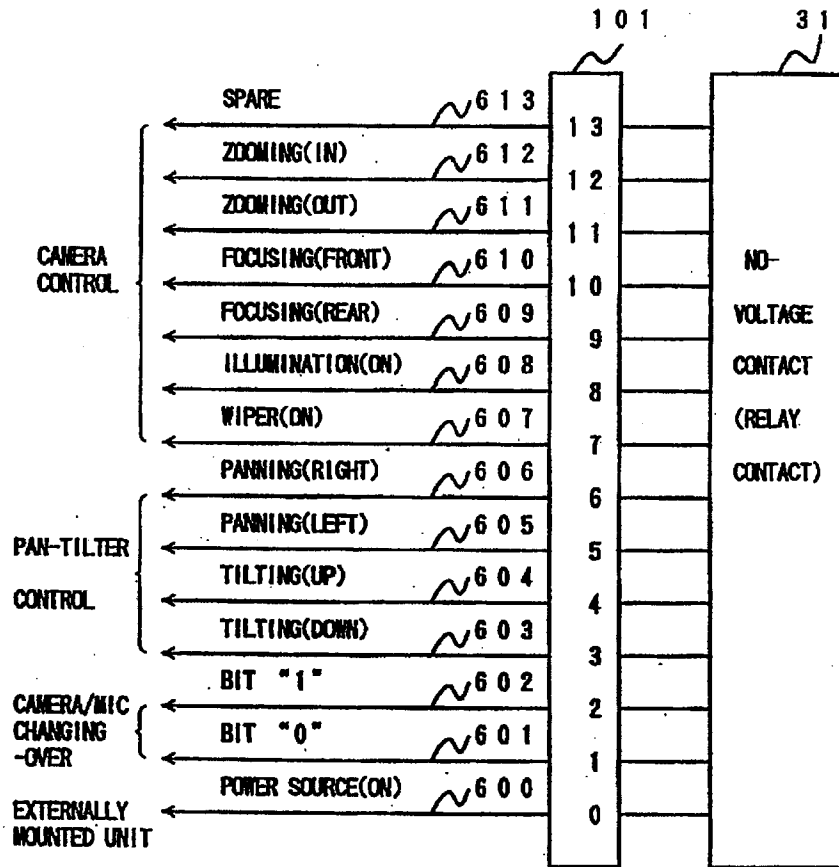 101 31
SPARE 613
13
ZOOMING(IN) 612
12
ZOOMING(OUT) 611
11
CAMERA
CONTROL
FOCUSING(FRONT) 610
10
FOCUSING(REAR) 609
9
ILLUMINATION(ON) 608
8
WIPER(ON) 607
7
NO-
VOLTAGE
CONTACT
(RELAY
CONTACT)
PANNING(RIGHT) 606
6
PAN-TILTER
CONTROL
PANNING(LEFT) 605
5
TILTING(UP) 604
4
TILTING(DOWN) 603
3
CAMERA/MIC
CHANGING
-OVER
BIT "1" 602
2
BIT "0" 601
1
POWER SOURCE(ON) 600
0
EXTERNALLY
MOUNTED UNIT